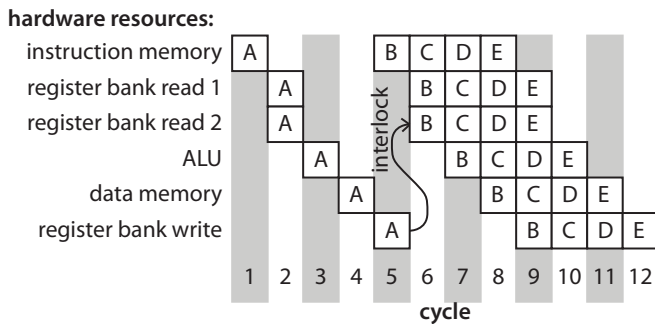 hardware resources:
instruction memory A B C D E
register bank read 1 A B C D E
register bank read 2 A B C D E
interlock
ALU A B C D E
data memory A B C D E
register bank write A B C D E
1 2 3 4 5 6 7 8 9 10 11 12
cycle